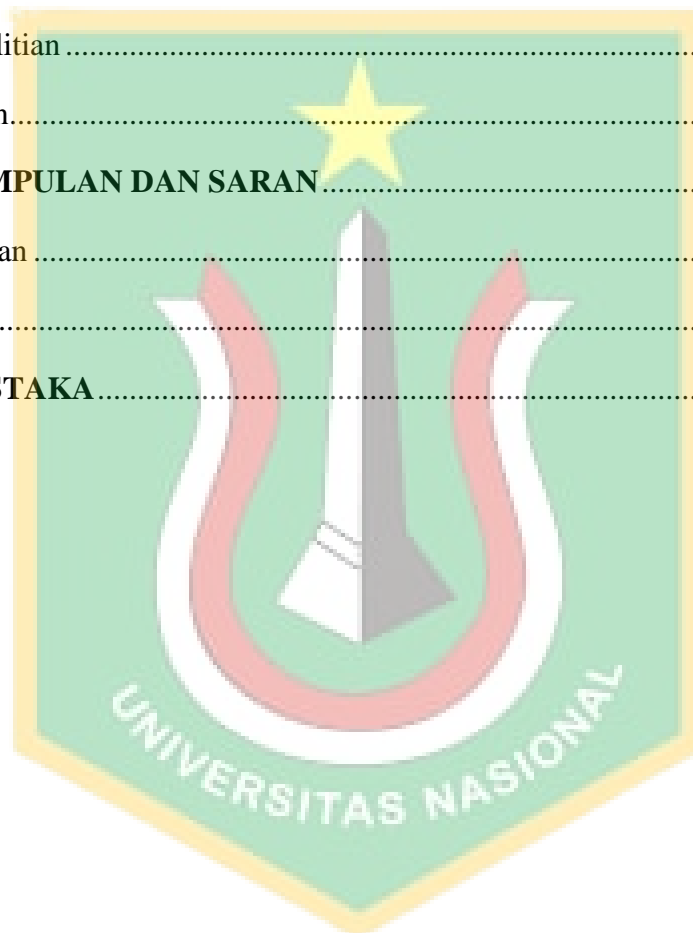 litian ..........................................................................
n..................................................................................
MPULAN DAN SARAN..............................................
an ..............................................................................
.....................................................................................
STAKA......................................................................
UNIVERSITAS NASIONAL